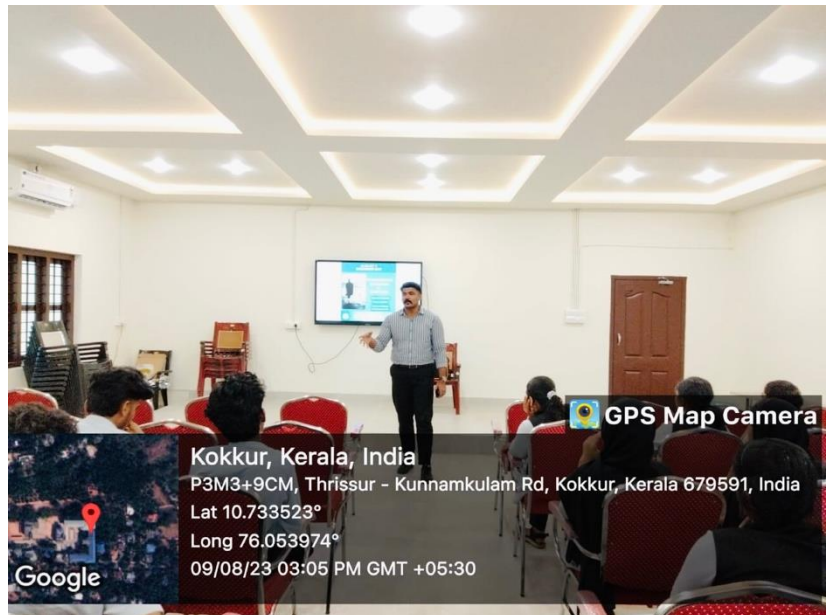 GPS Map Camera
Kokkur, Kerala, India
P3M3+9CM, Thrissur - Kunnamkulam Rd, Kokkur, Kerala 679591, India
Lat 10.733523°
Long 76.053974°
09/08/23 03:05 PM GMT +05:30
Google